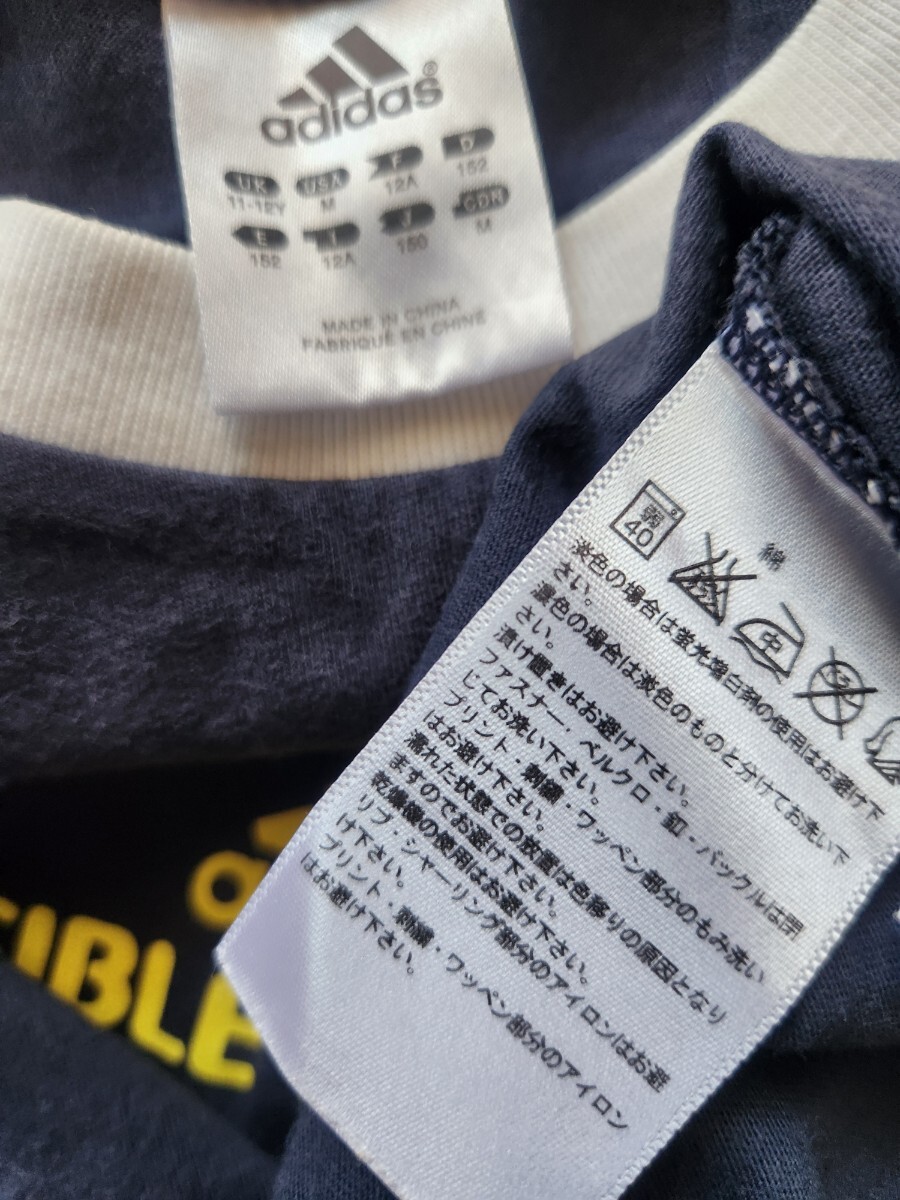 adidas®
UK USA F D
11-12Y M 12A 152
E I J CDN
152 12A 150 M
MADE IN CHINA
FABRIQUÉ EN CHINE
弱
40
中
綿
淡色の場合は蛍光増白剤の使用はお避け下
さい。
濃色の場合は淡色のものと分けてお洗い下
さい。
漬け置きはお避け下さい。
ファスナー、ベルクロ・釦・バックルは閉
じてお洗い下さい。
プリント・刺繍・ワッペン部分のもみ洗い
はお避け下さい。
濡れた状態での放置は色移りの原因となり
ますのでお避け下さい。
乾燥機の使用はお避け下さい。
リブ・シャーリング部分のアイロンはお避
け下さい。
プリント・刺繍・ワッペン部分のアイロン
はお避け下さい。
IBLE